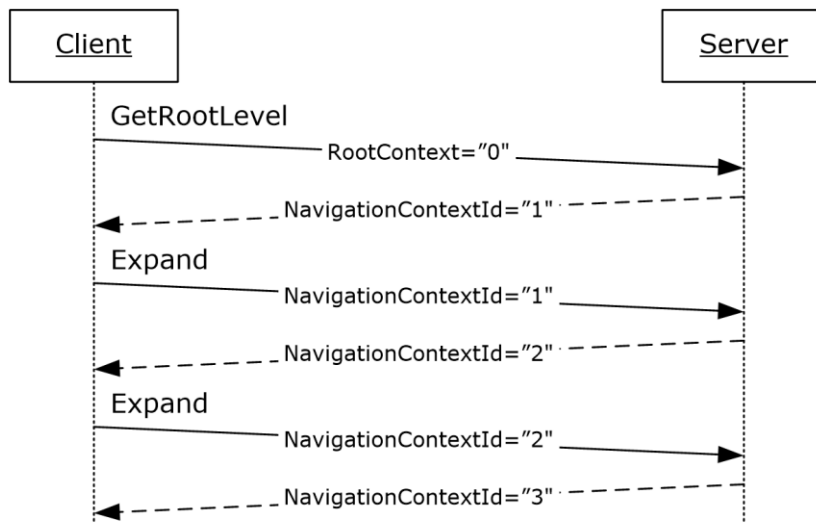 Client
Server
GetRootLevel
RootContext=”0"
NavigationContextId=”1"
Expand
NavigationContextId=”1"
NavigationContextId=”2"
Expand
NavigationContextId=”2"
NavigationContextId=”3"